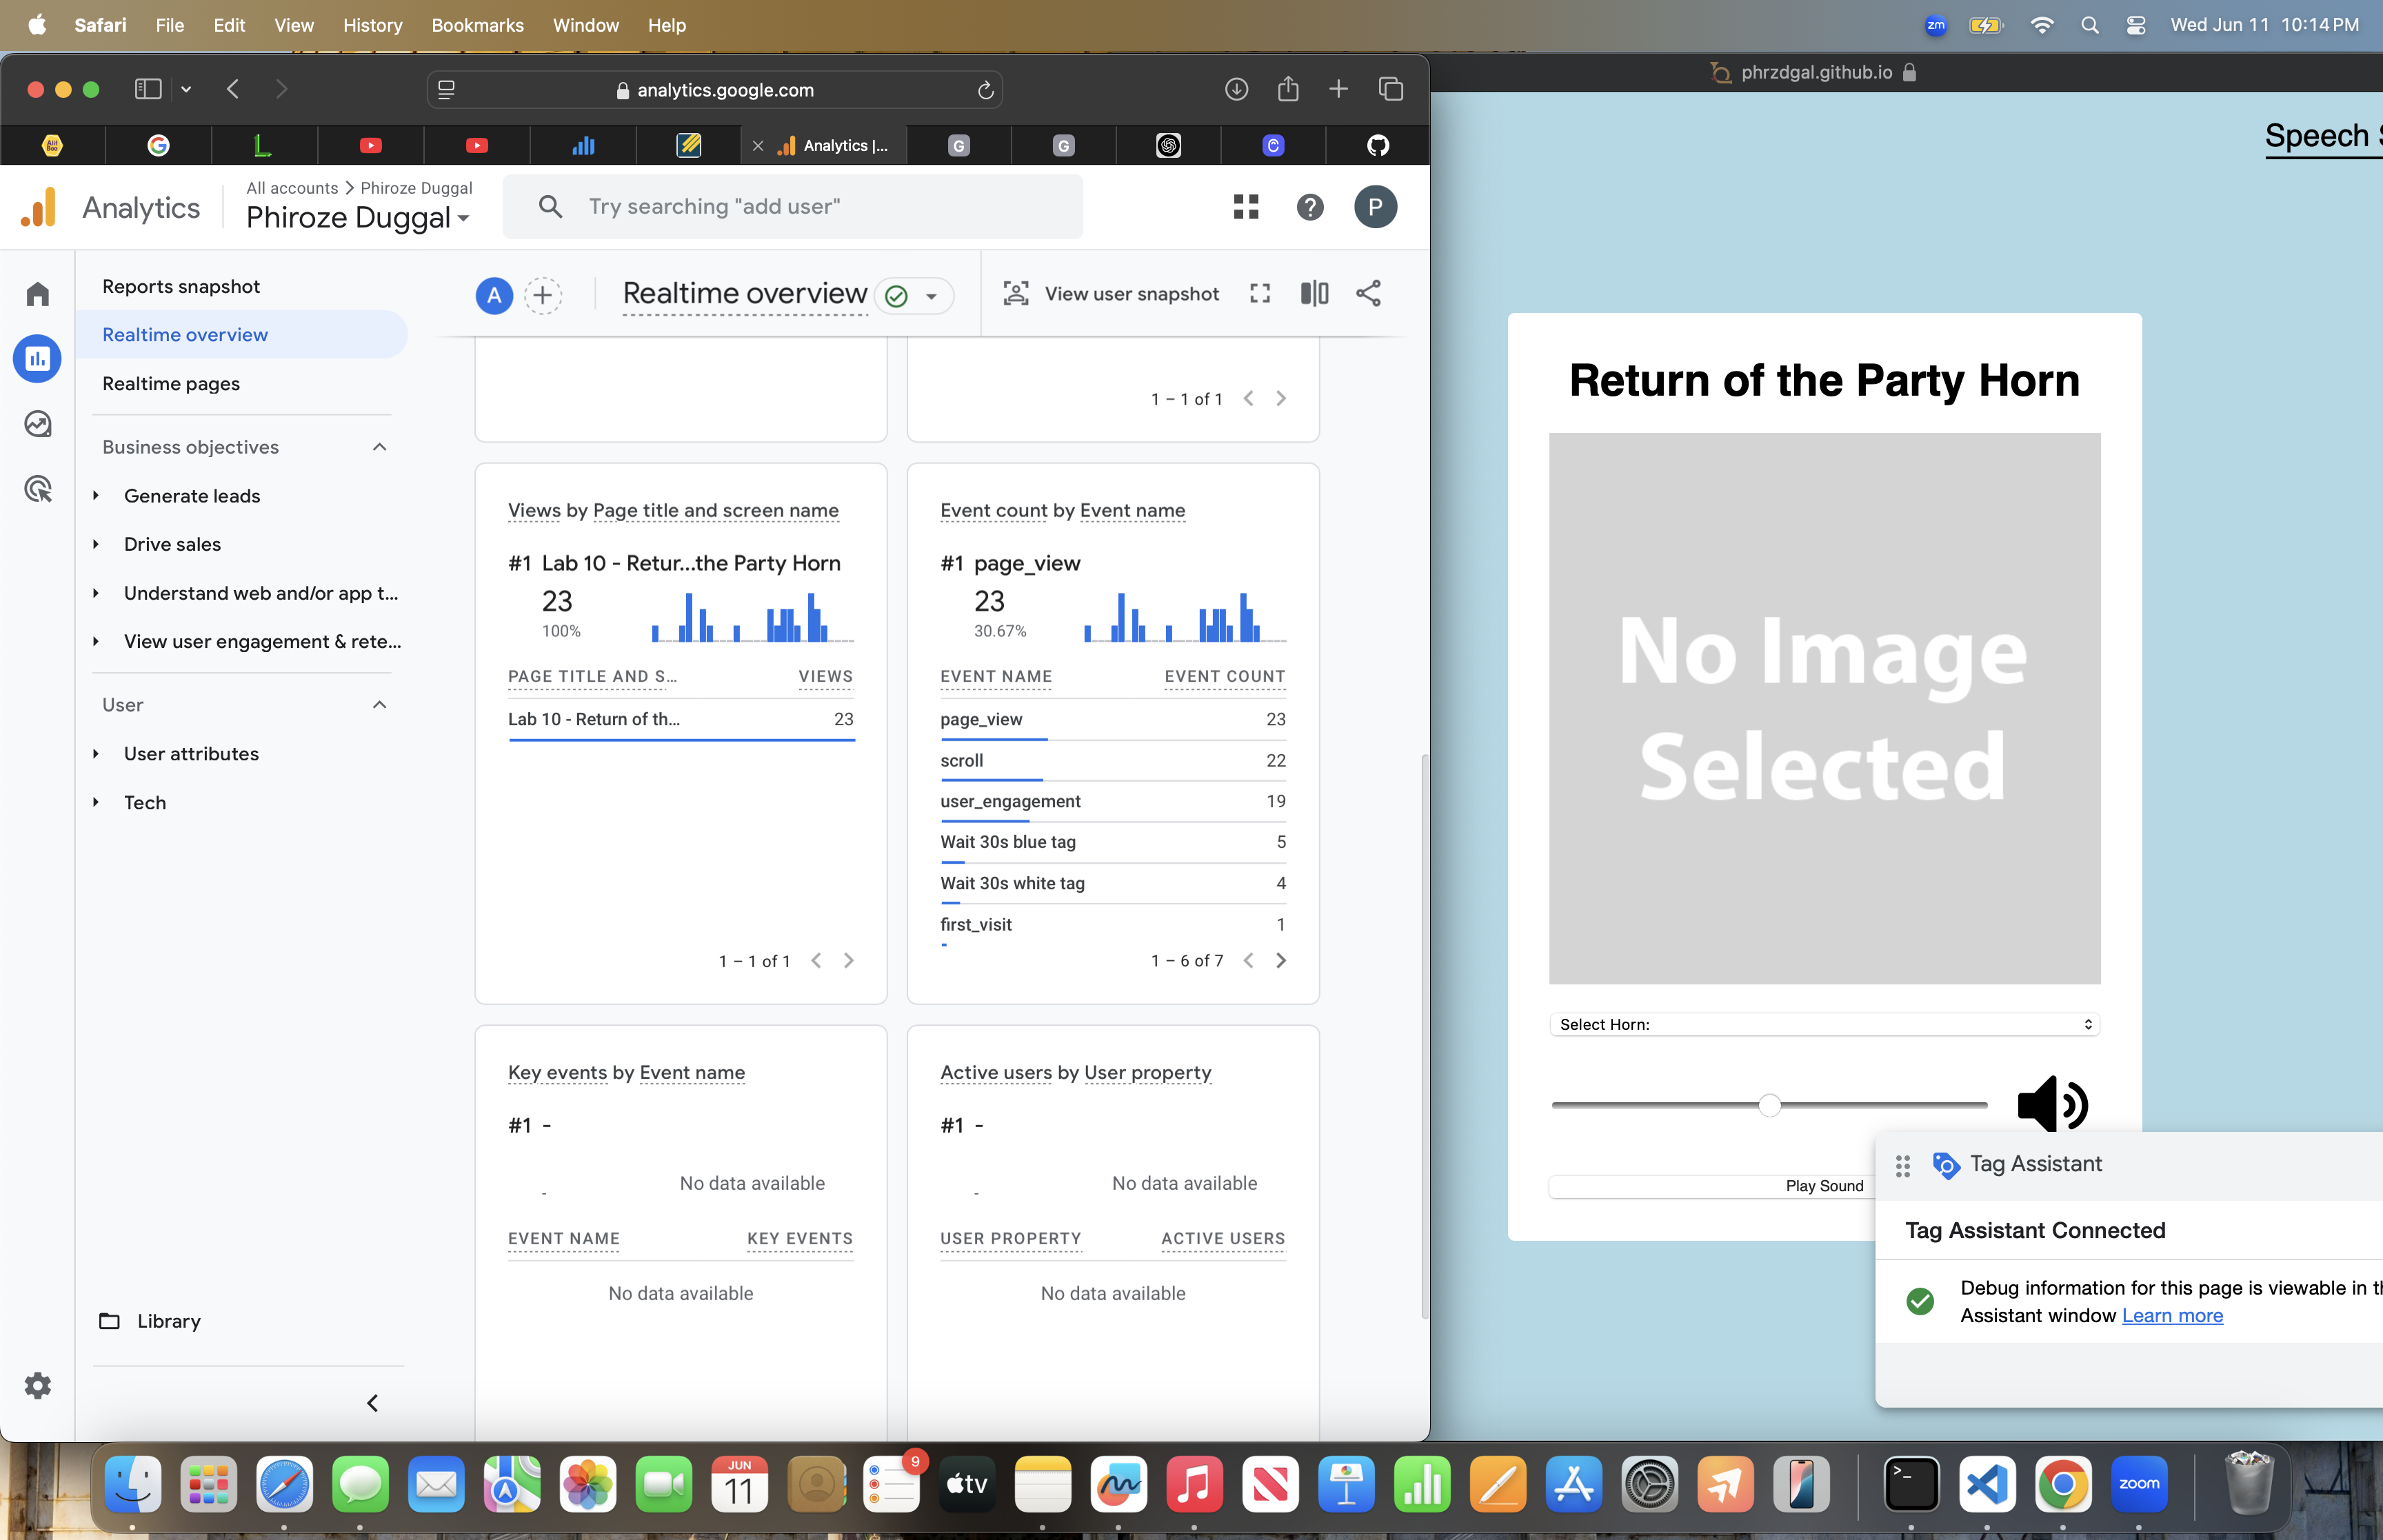 Safari File Edit View History Bookmarks Window Help
zm
Wed Jun 11 10:14 PM
analytics.google.com
phrzdgal.github.io
Analytics |...
Analytics
All accounts > Phiroze Duggal
Phiroze Duggal
Try searching "add user"
P
Reports snapshot
Realtime overview
Realtime pages
Business objectives
Generate leads
Drive sales
Understand web and/or app t...
View user engagement & rete...
User
User attributes
Tech
Library
A
Realtime overview
View user snapshot
1 – 1 of 1
Views by Page title and screen name
#1 Lab 10 - Retur...the Party Horn
23
100%
PAGE TITLE AND S... VIEWS
Lab 10 - Return of th... 23
1 – 1 of 1
Event count by Event name
#1 page_view
23
30.67%
EVENT NAME EVENT COUNT
page_view 23
scroll 22
user_engagement 19
Wait 30s blue tag 5
Wait 30s white tag 4
first_visit 1
1 – 6 of 7
Key events by Event name
#1 -
-
No data available
EVENT NAME KEY EVENTS
No data available
Active users by User property
#1 -
-
No data available
USER PROPERTY ACTIVE USERS
No data available
Speech S
Return of the Party Horn
No Image
Selected
Select Horn:
Play Sound
Tag Assistant
Tag Assistant Connected
Debug information for this page is viewable in th
Assistant window Learn more
JUN
11
9
tv
zoom